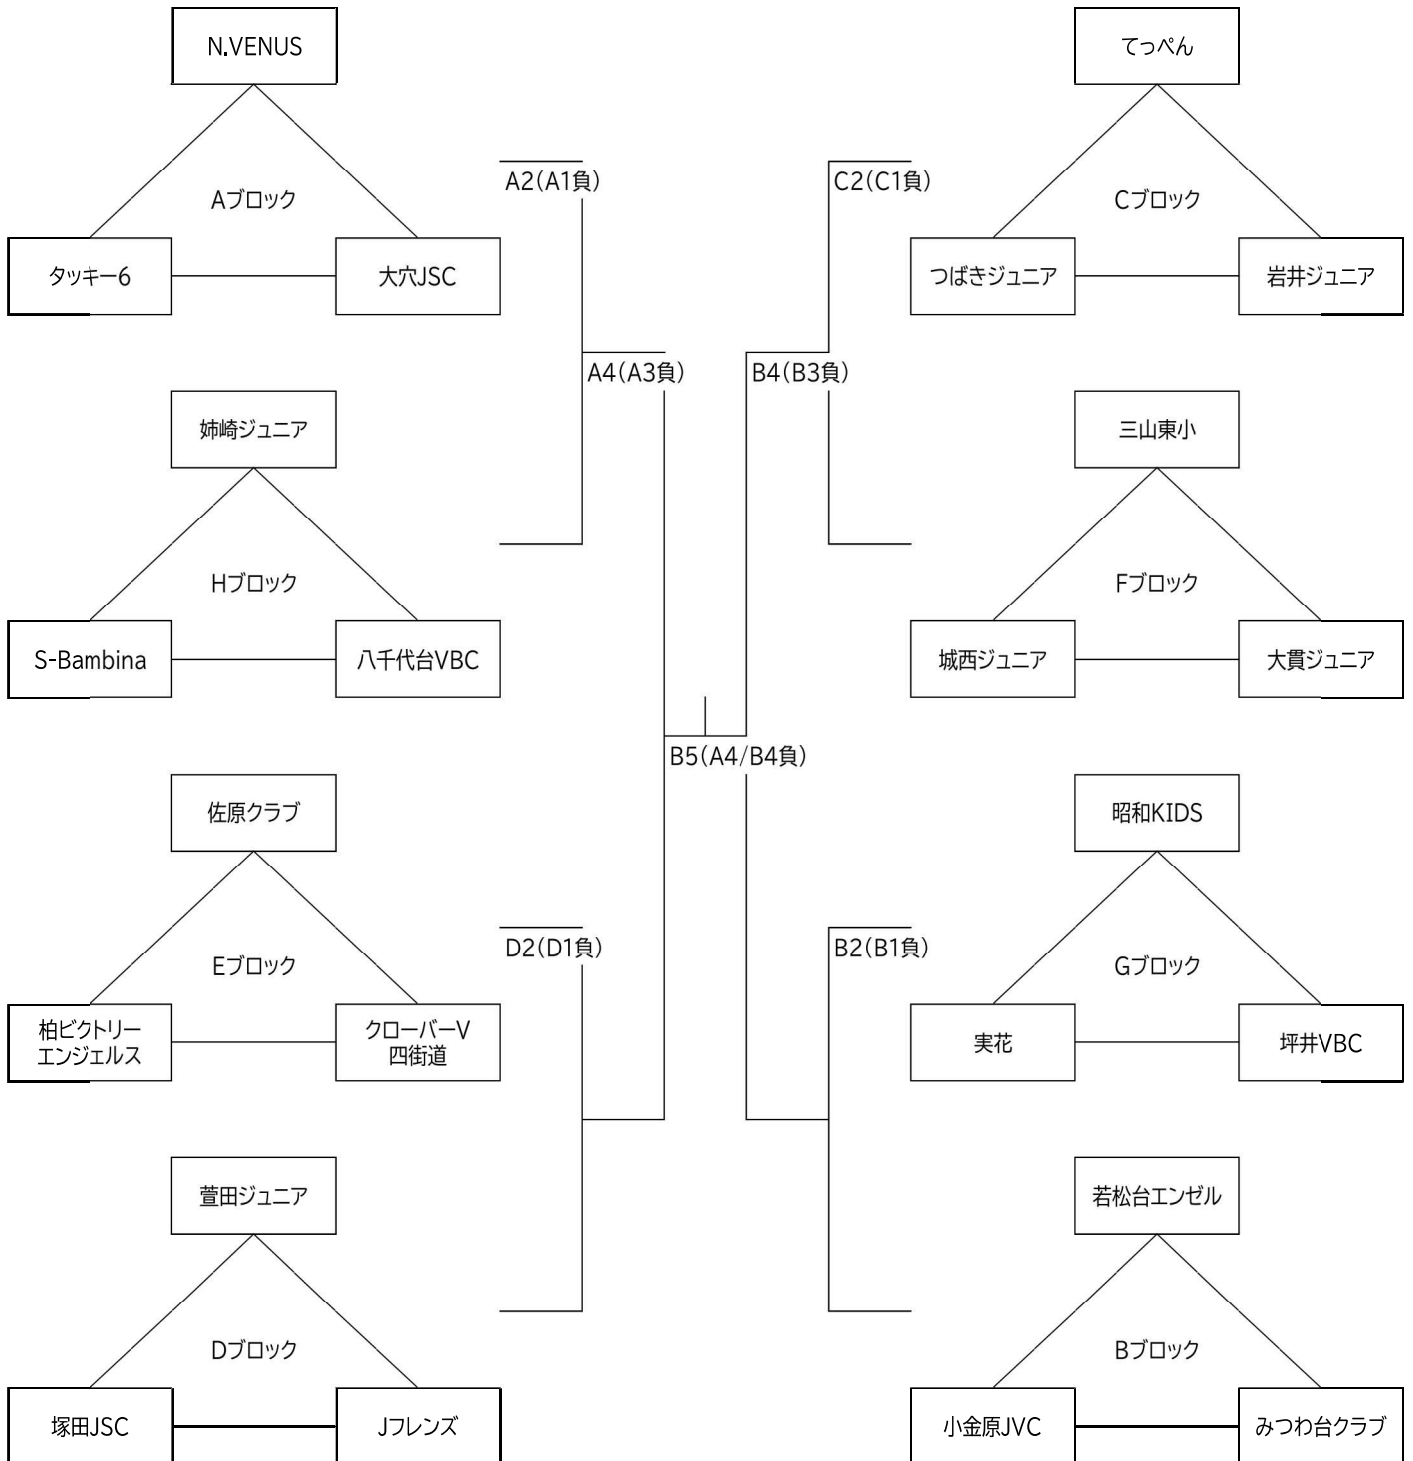 N.VENUS
てっぺん
A2(A1負)
C2(C1負)
Aブロック
Cブロック
タッキー6
大穴JSC
つばきジュニア
岩井ジュニア
A4(A3負)
B4(B3負)
姉崎ジュニア
三山東小
Hブロック
Fブロック
S-Bambina
八千代台VBC
城西ジュニア
大貫ジュニア
B5(A4/B4負)
佐原クラブ
昭和KIDS
D2(D1負)
B2(B1負)
Eブロック
Gブロック
柏ビクトリー
エンジェルス
クローバーV
四街道
実花
坪井VBC
萱田ジュニア
若松台エンゼル
Dブロック
Bブロック
塚田JSC
Jフレンズ
小金原JVC
みつわ台クラブ